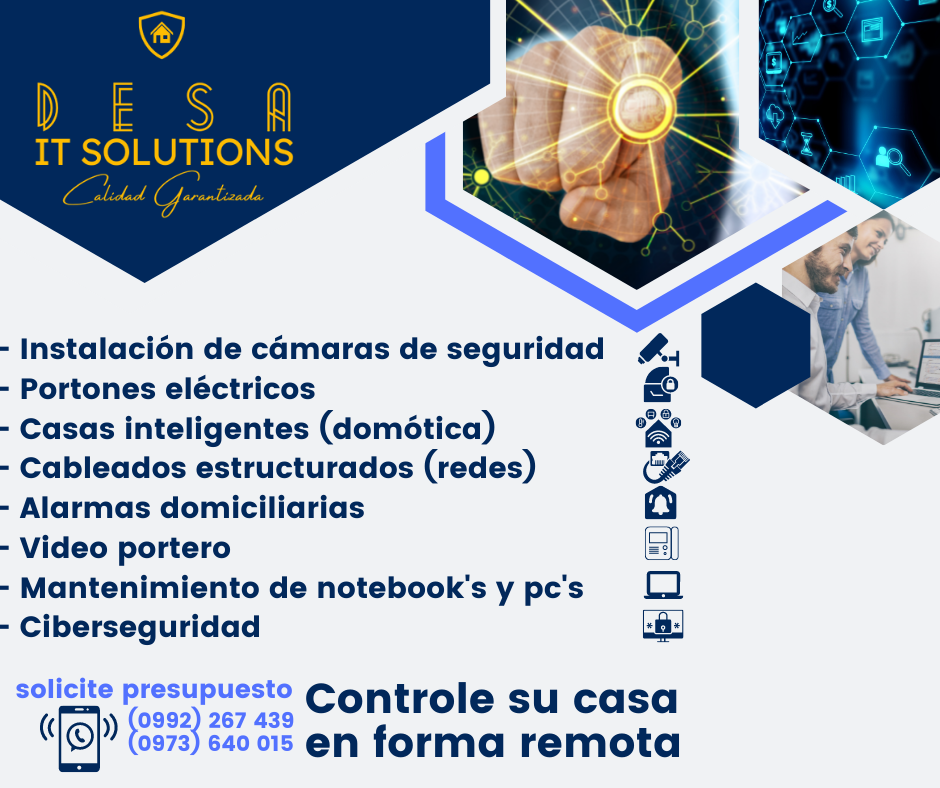 DESA
IT SOLUTIONS
Calidad Garantizada
- Instalación de cámaras de seguridad
- Portones eléctricos
- Casas inteligentes (domótica)
- Cableados estructurados (redes)
- Alarmas domiciliarias
- Video portero
- Mantenimiento de notebook's y pc's
- Ciberseguridad
solicite presupuesto
(0992) 267 439
(0973) 640 015
Controle su casa
en forma remota